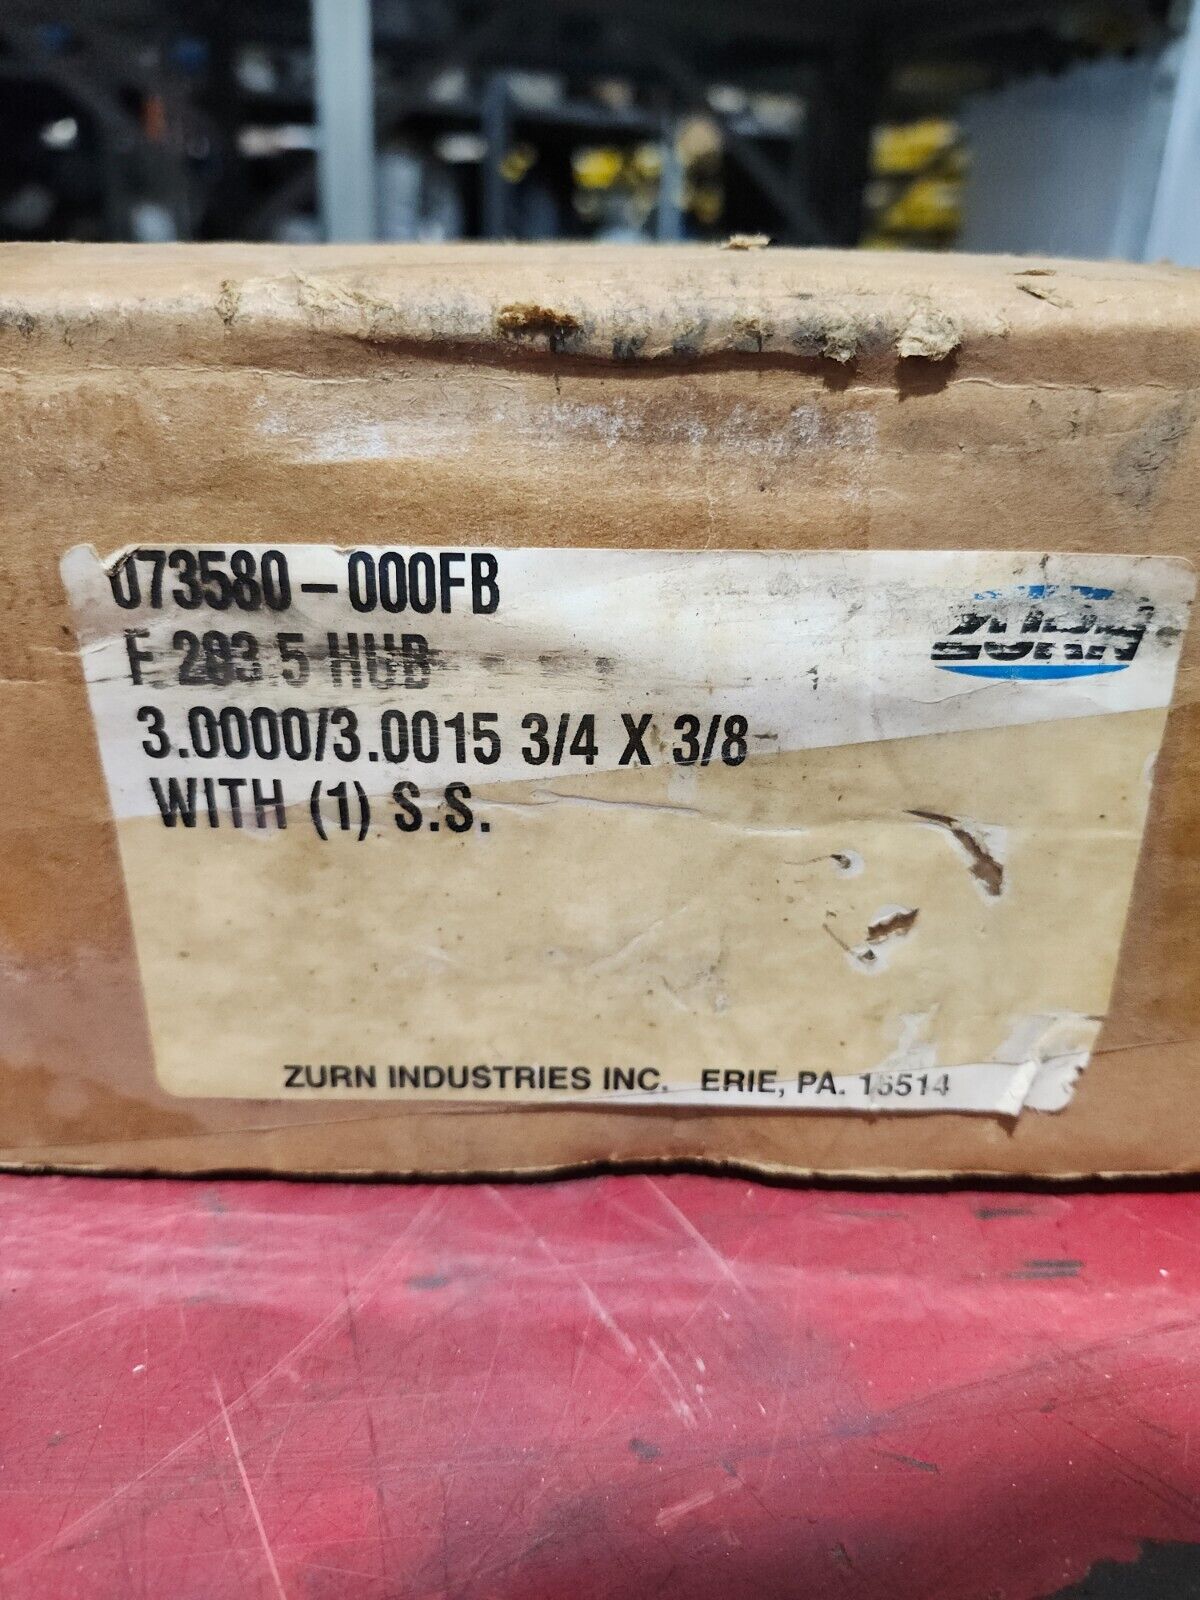 073580-000FB
F 283.5 HUB
ZURN
3.0000/3.0015 3/4 X 3/8
WITH (1) S.S.
ZURN INDUSTRIES INC. ERIE, PA. 16514